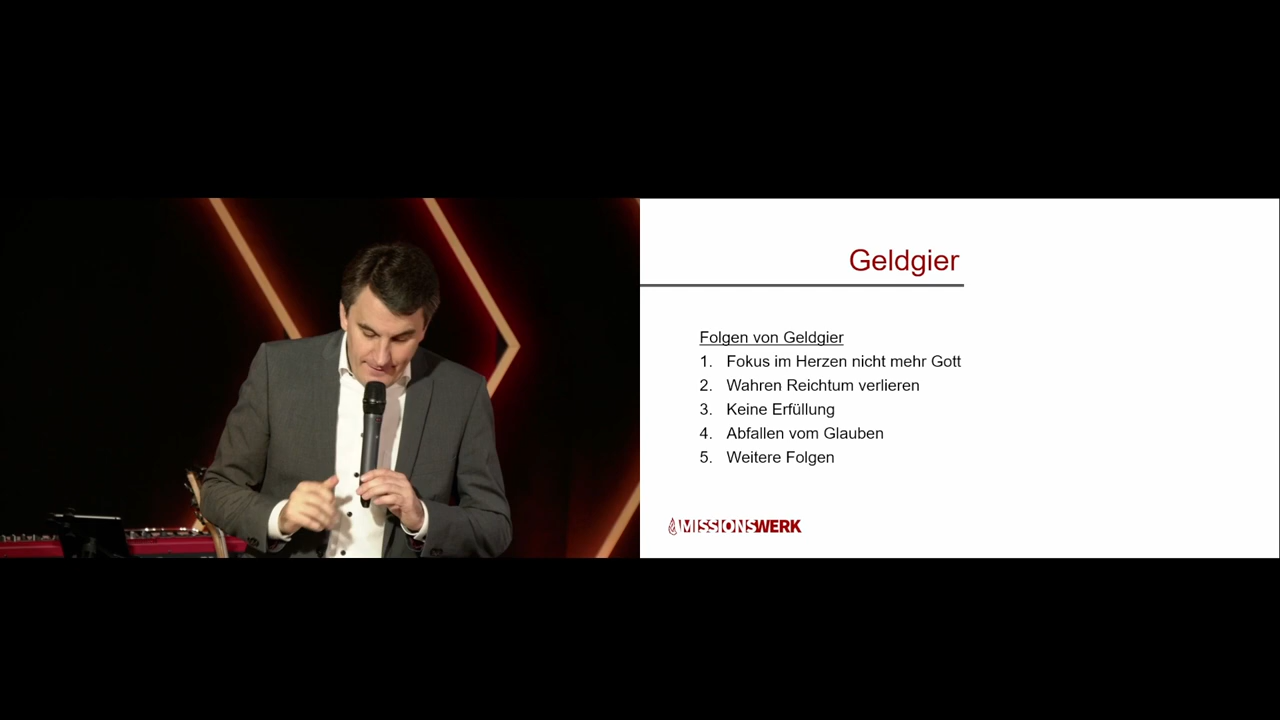 Geldgier
Folgen von Geldgier
1. Fokus im Herzen nicht mehr Gott
2. Wahren Reichtum verlieren
3. Keine Erfüllung
4. Abfallen vom Glauben
5. Weitere Folgen
MISSIONSWERK